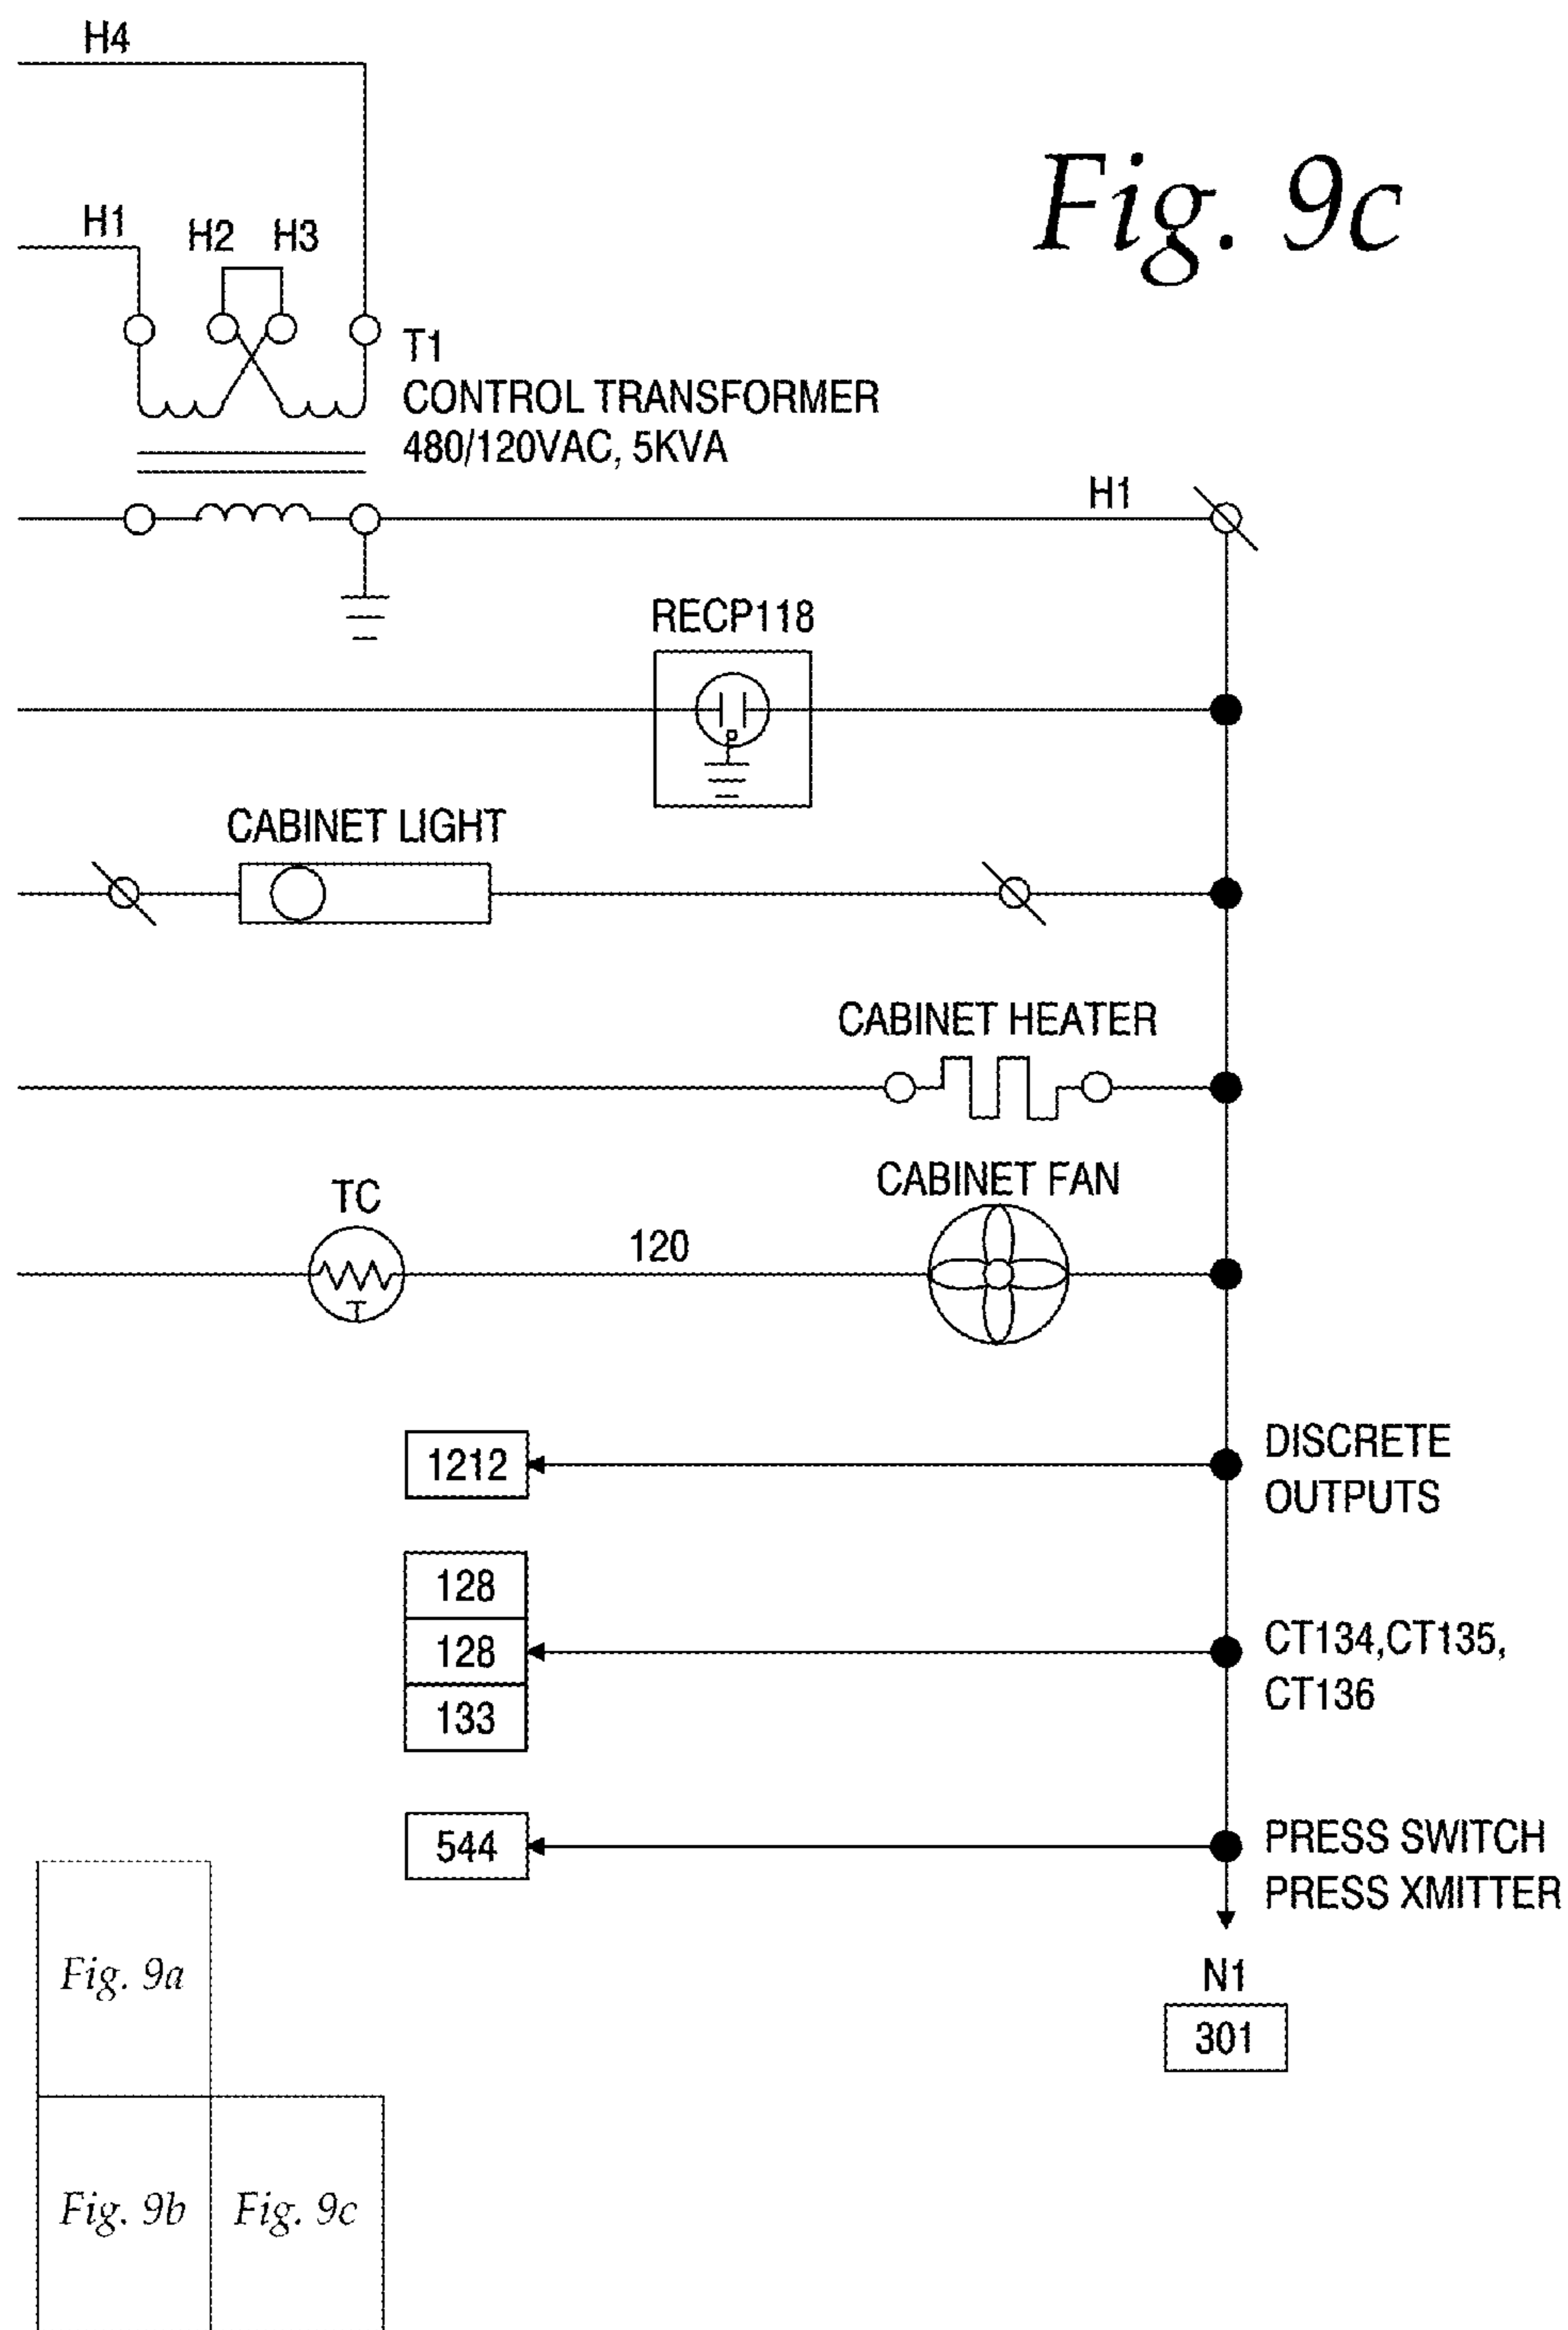 H4
Fig. 9c
H1
H2
H3
T1
CONTROL TRANSFORMER
480/120VAC, 5KVA
H1
RECP118
CABINET LIGHT
CABINET HEATER
CABINET FAN
TC
T
120
1212
DISCRETE
OUTPUTS
128
128
133
CT134,CT135,
CT136
544
PRESS SWITCH
PRESS XMITTER
N1
301
Fig. 9a
Fig. 9b
Fig. 9c